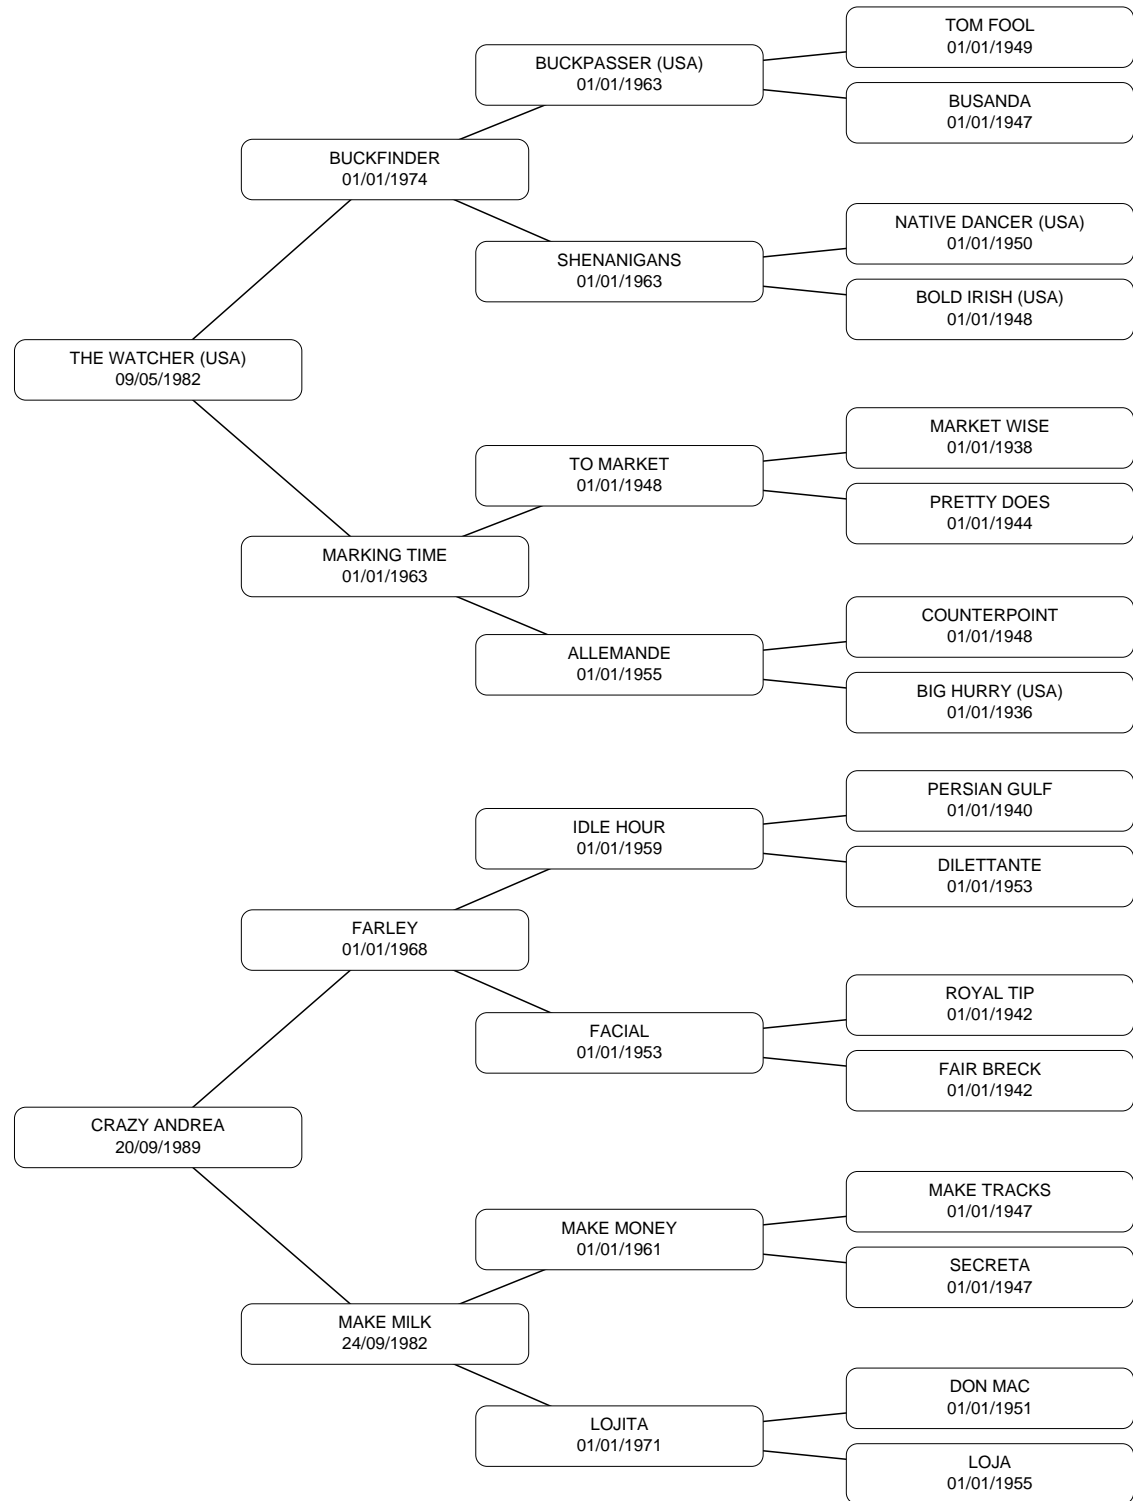 TOM FOOL
01/01/1949
BUCKPASSER (USA)
01/01/1963
BUSANDA
01/01/1947
BUCKFINDER
01/01/1974
NATIVE DANCER (USA)
01/01/1950
SHENANIGANS
01/01/1963
BOLD IRISH (USA)
01/01/1948
THE WATCHER (USA)
09/05/1982
MARKET WISE
01/01/1938
TO MARKET
01/01/1948
PRETTY DOES
01/01/1944
MARKING TIME
01/01/1963
COUNTERPOINT
01/01/1948
ALLEMANDE
01/01/1955
BIG HURRY (USA)
01/01/1936
PERSIAN GULF
01/01/1940
IDLE HOUR
01/01/1959
DILETTANTE
01/01/1953
FARLEY
01/01/1968
ROYAL TIP
01/01/1942
FACIAL
01/01/1953
FAIR BRECK
01/01/1942
CRAZY ANDREA
20/09/1989
MAKE TRACKS
01/01/1947
MAKE MONEY
01/01/1961
SECRETA
01/01/1947
MAKE MILK
24/09/1982
DON MAC
01/01/1951
LOJITA
01/01/1971
LOJA
01/01/1955